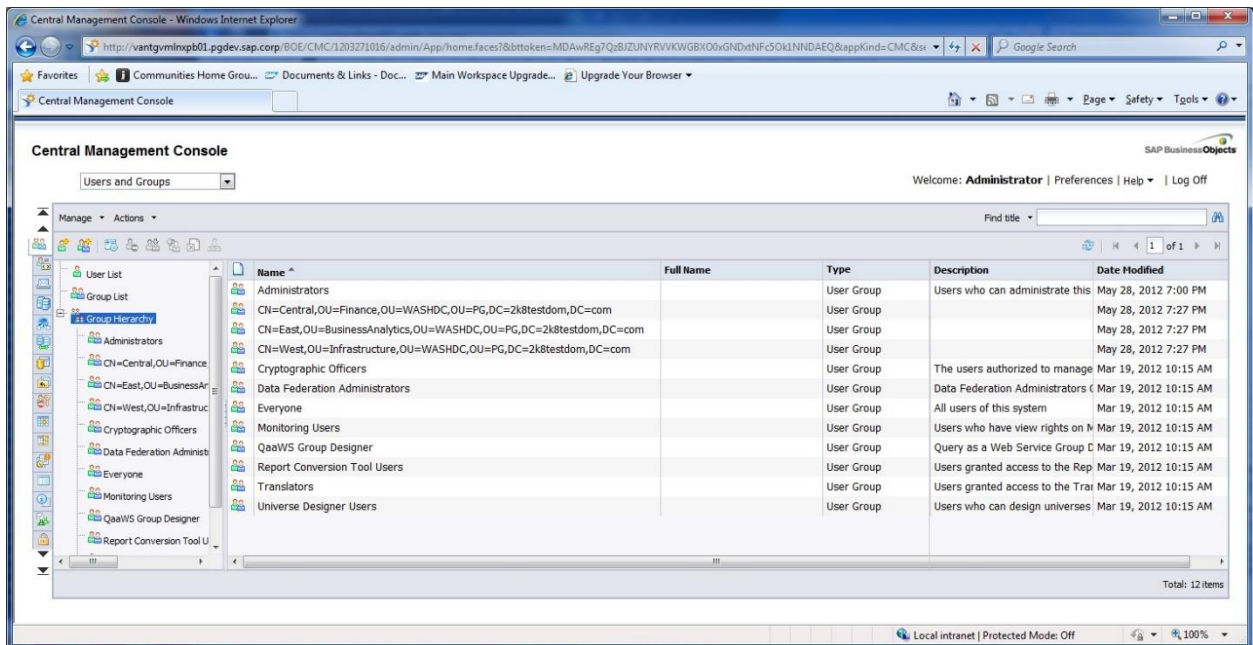 Central Management Console - Windows Internet Explorer
http://vantgvmlnxpb01.pgdev.sap.corp/BOE/CMC/1203271016/admin/App/home.faces?&bttoken= Google Search
Favorites Communities Home Grou... Documents & Links - Doc... Main Workspace Upgrade... Upgrade Your Browser
Central Management Console Page Safety Tools
Central Management Console SAP BusinessObjects
Users and Groups Welcome: Administrator | Preferences | Help | Log Off
Manage Actions Find title
1 of 1
User List
Group List
Group Hierarchy
Administrators
CN=Central,OU=Finance
CN=East,OU=BusinessAr
CN=West,OU=Infrastruc
Cryptographic Officers
Data Federation Administ
Everyone
Monitoring Users
QaaWS Group Designer
Report Conversion Tool U
Name Full Name Type Description Date Modified
Administrators User Group Users who can administrate this May 28, 2012 7:00 PM
CN=Central,OU=Finance,OU=WASHDC,OU=PG,DC=2k8testdom,DC=com User Group May 28, 2012 7:27 PM
CN=East,OU=BusinessAnalytics,OU=WASHDC,OU=PG,DC=2k8testdom,DC=com User Group May 28, 2012 7:27 PM
CN=West,OU=Infrastructure,OU=WASHDC,OU=PG,DC=2k8testdom,DC=com User Group May 28, 2012 7:27 PM
Cryptographic Officers User Group The users authorized to manage Mar 19, 2012 10:15 AM
Data Federation Administrators User Group Data Federation Administrators Mar 19, 2012 10:15 AM
Everyone User Group All users of this system Mar 19, 2012 10:15 AM
Monitoring Users User Group Users who have view rights on M Mar 19, 2012 10:15 AM
QaaWS Group Designer User Group Query as a Web Service Group D Mar 19, 2012 10:15 AM
Report Conversion Tool Users User Group Users granted access to the Rep Mar 19, 2012 10:15 AM
Translators User Group Users granted access to the Tran Mar 19, 2012 10:15 AM
Universe Designer Users User Group Users who can design universes Mar 19, 2012 10:15 AM
Total: 12 items
Local intranet | Protected Mode: Off 100%